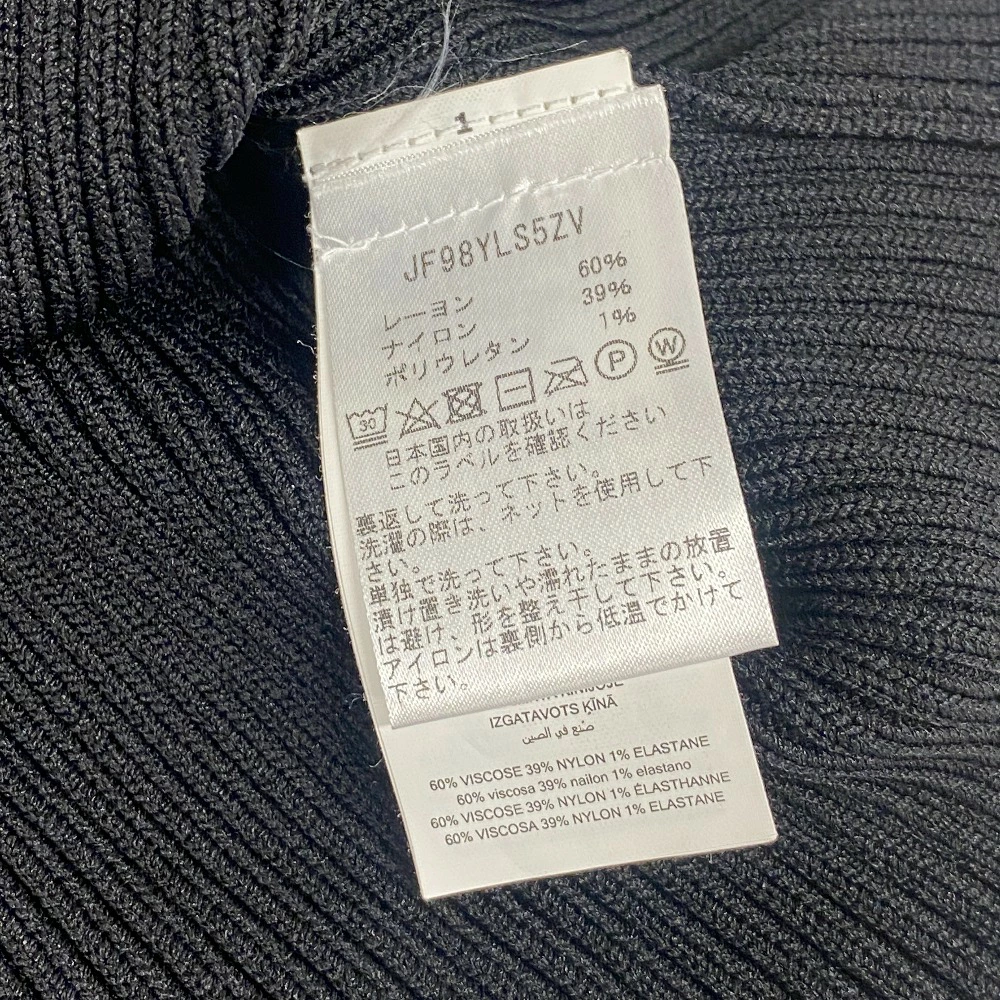 1
JF98YLS5ZV
レーヨン 60%
ナイロン 39%
ポリウレタン 1%
30 P W
日本国内の取扱いは
このラベルを確認ください
裏返して洗って下さい。
洗濯の際は、ネットを使用して下
さい。
単独で洗って下さい。
漬け置き洗いや濡れたままの放置
は避け、形を整え干して下さい。
アイロンは裏側から低温でかけて
下さい。
IZGATAVOTS ĶĪNĀ
صنع في الصين
60% VISCOSE 39% NYLON 1% ELASTANE
60% viscosa 39% nailon 1% elastano
60% VISCOSE 39% NYLON 1% ÉLASTHANNE
60% VISCOSA 39% NYLON 1% ELASTANE